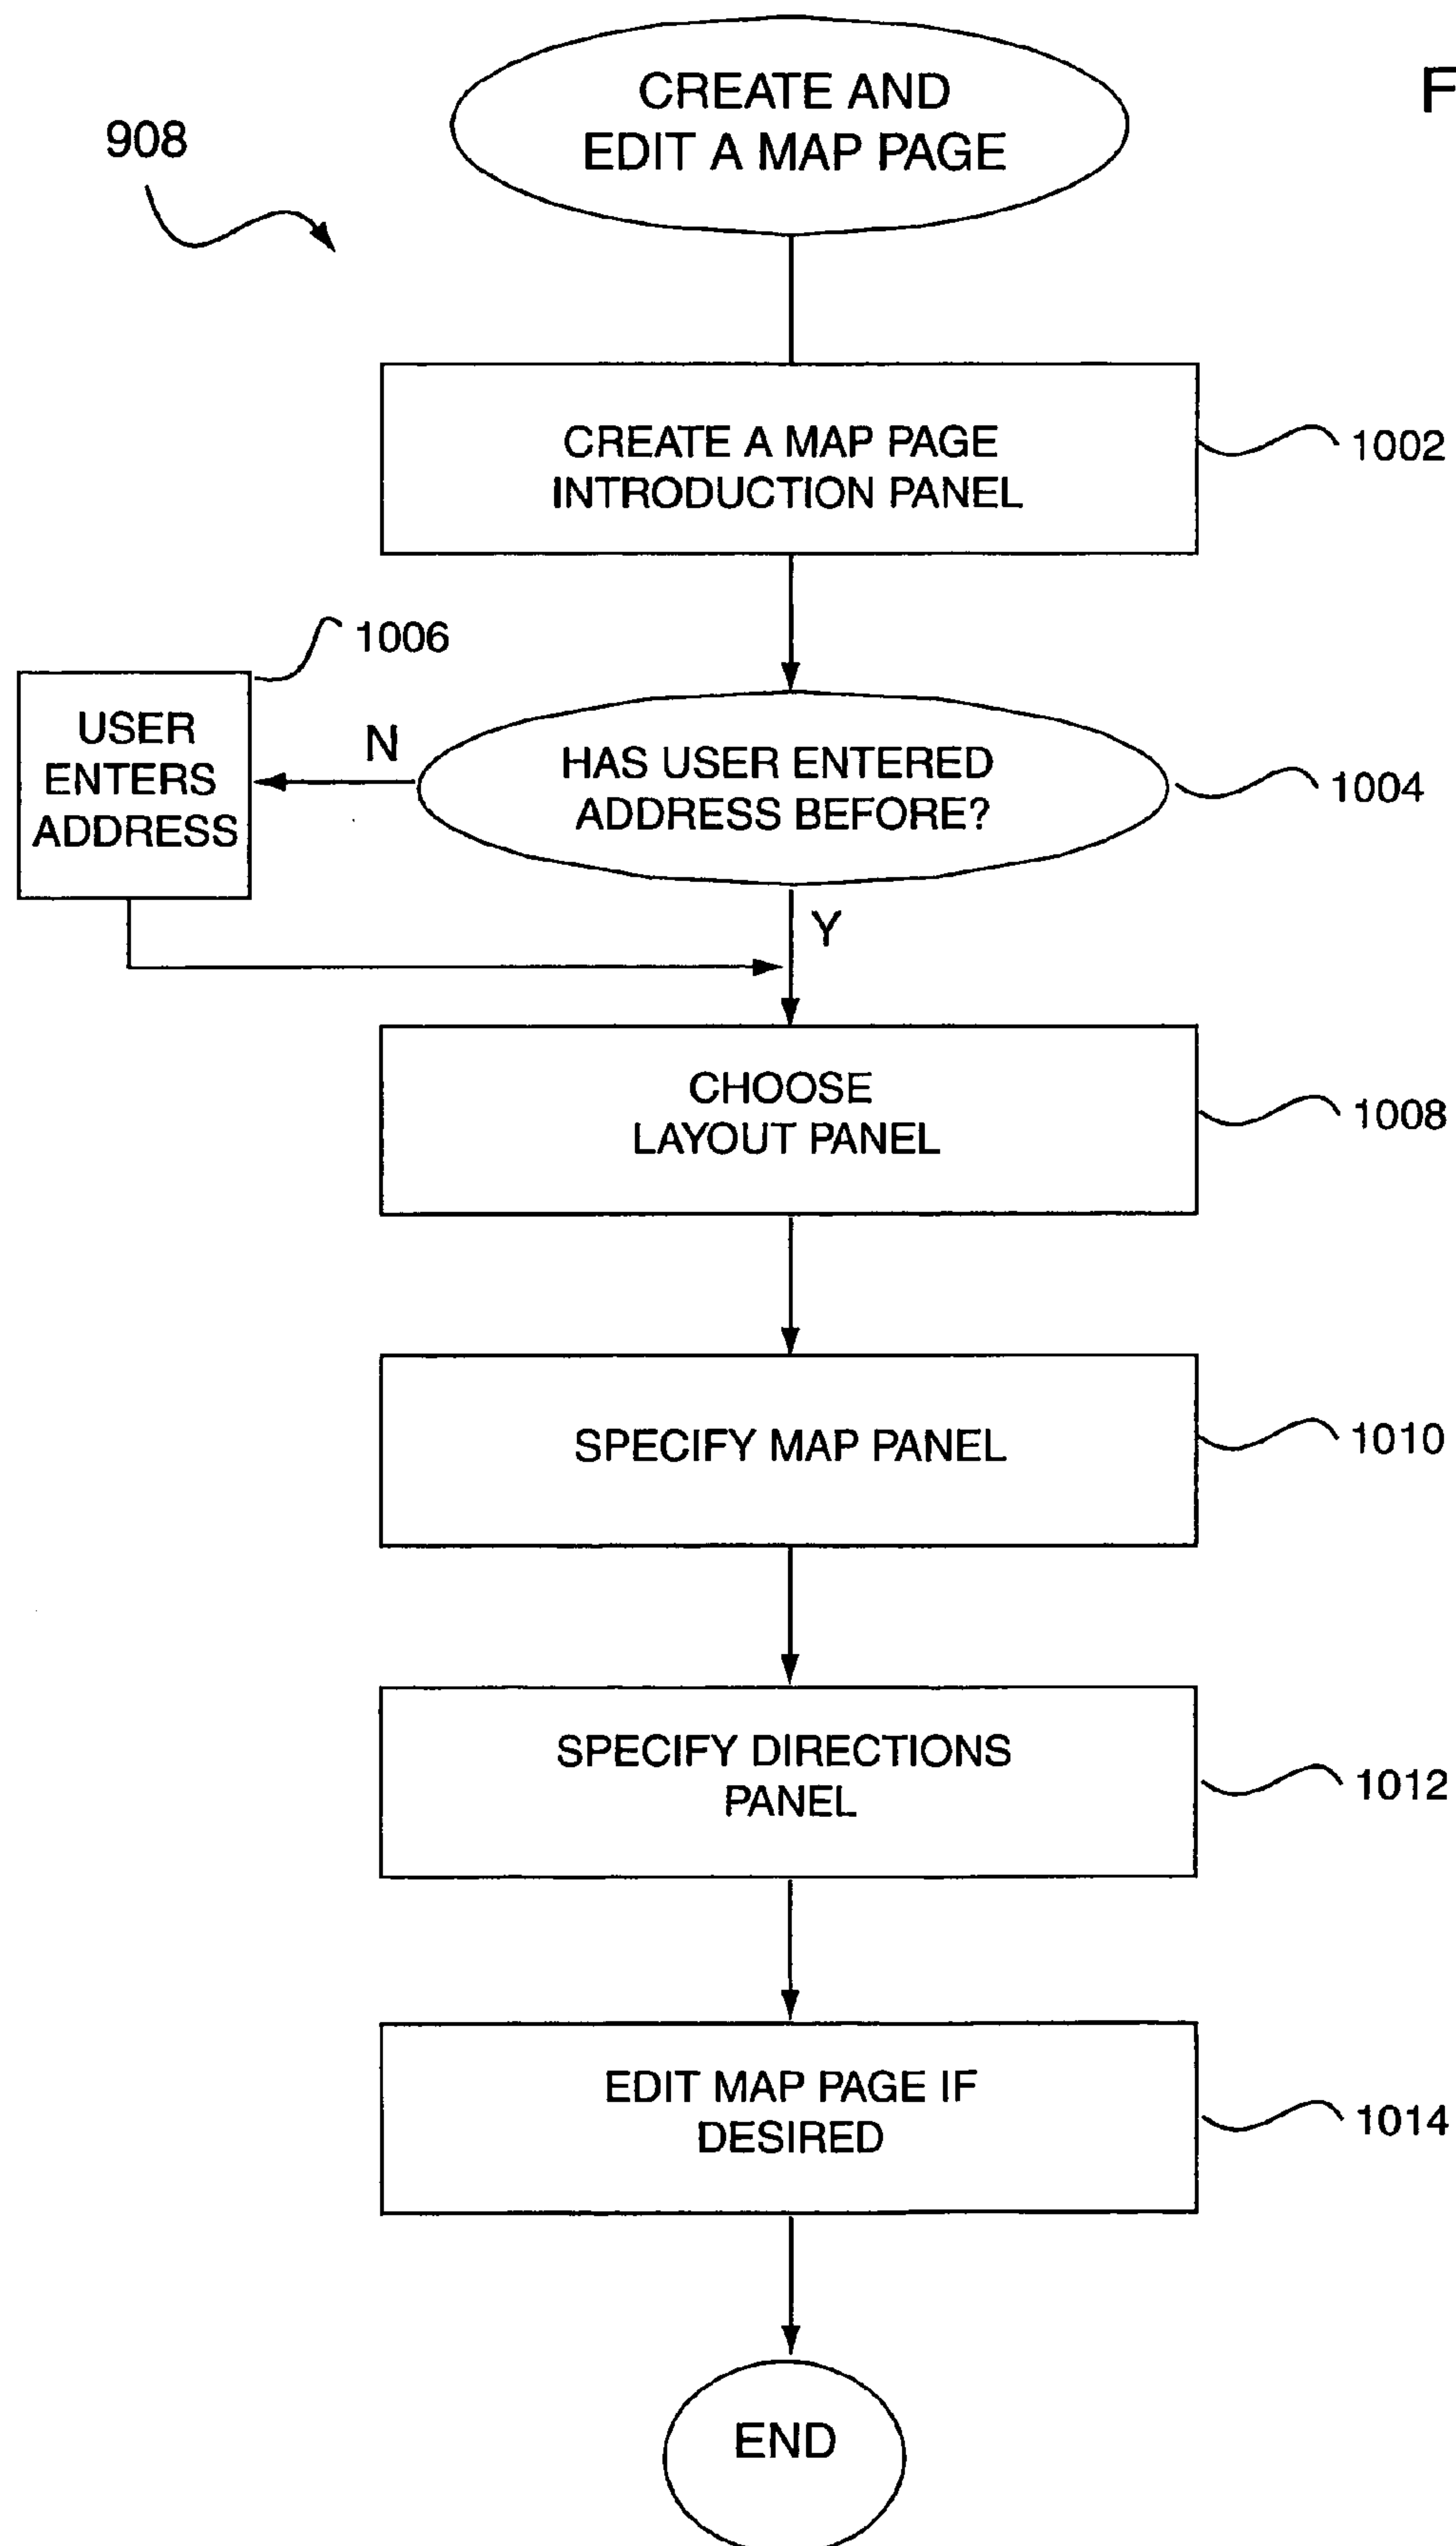 CREATE AND
EDIT A MAP PAGE
F
908
CREATE A MAP PAGE
INTRODUCTION PANEL
1002
1006
USER
ENTERS
ADDRESS
N
HAS USER ENTERED
ADDRESS BEFORE?
1004
Y
CHOOSE
LAYOUT PANEL
1008
SPECIFY MAP PANEL
1010
SPECIFY DIRECTIONS
PANEL
1012
EDIT MAP PAGE IF
DESIRED
1014
END